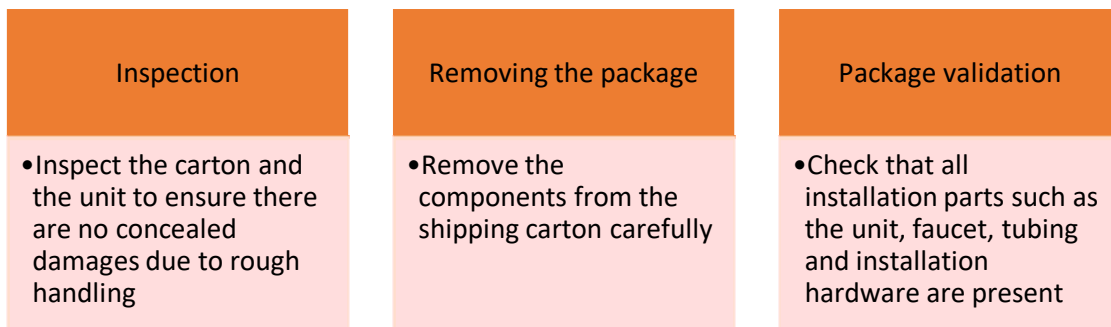 Inspection
•Inspect the carton and
the unit to ensure there
are no concealed
damages due to rough
handling
Removing the package
•Remove the
components from the
shipping carton carefully
Package validation
•Check that all
installation parts such as
the unit, faucet, tubing
and installation
hardware are present